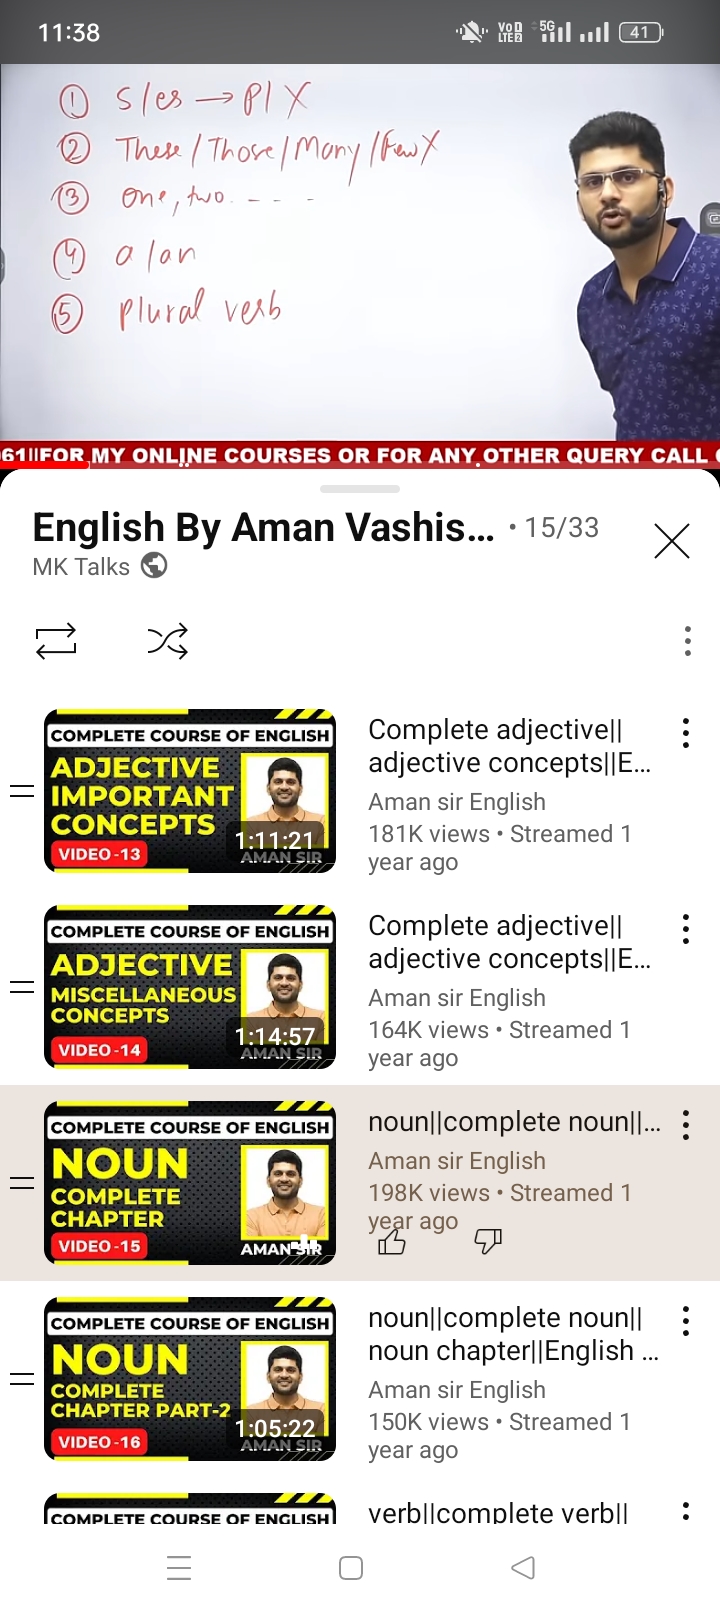 11:38
VoD
LTE2
5G
41
① S/es → Pl X
② These/Those/Many/Few X
③ one, two. - - -
④ a/an
⑤ plural verb
61||FOR MY ONLINE COURSES OR FOR ANY OTHER QUERY CALL
English By Aman Vashis... • 15/33
MK Talks
COMPLETE COURSE OF ENGLISH
ADJECTIVE
IMPORTANT
CONCEPTS
1:11:21
VIDEO -13
AMAN SIR
Complete adjective||
adjective concepts||E...
Aman sir English
181K views • Streamed 1
year ago
COMPLETE COURSE OF ENGLISH
ADJECTIVE
MISCELLANEOUS
CONCEPTS
1:14:57
VIDEO -14
AMAN SIR
Complete adjective||
adjective concepts||E...
Aman sir English
164K views • Streamed 1
year ago
COMPLETE COURSE OF ENGLISH
NOUN
COMPLETE
CHAPTER
VIDEO -15
AMAN SIR
noun||complete noun||...
Aman sir English
198K views • Streamed 1
year ago
COMPLETE COURSE OF ENGLISH
NOUN
COMPLETE
CHAPTER PART-2
1:05:22
VIDEO -16
AMAN SIR
noun||complete noun||
noun chapter||English ...
Aman sir English
150K views • Streamed 1
year ago
COMPLETE COURSE OF ENGLISH
verb||complete verb||